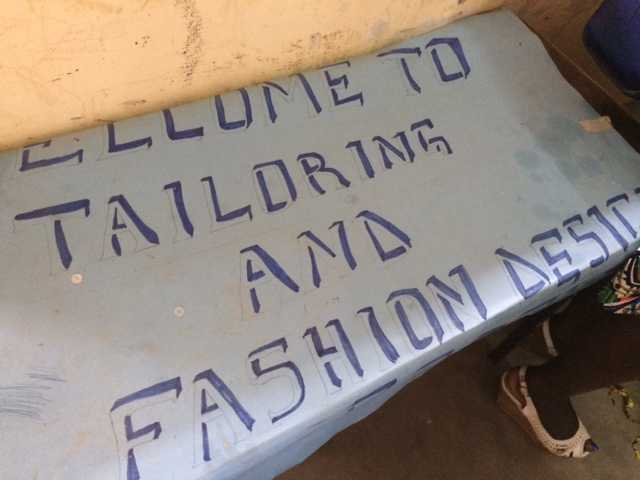 ELCOME TO
TAILORING
AND
FASHION DESIG